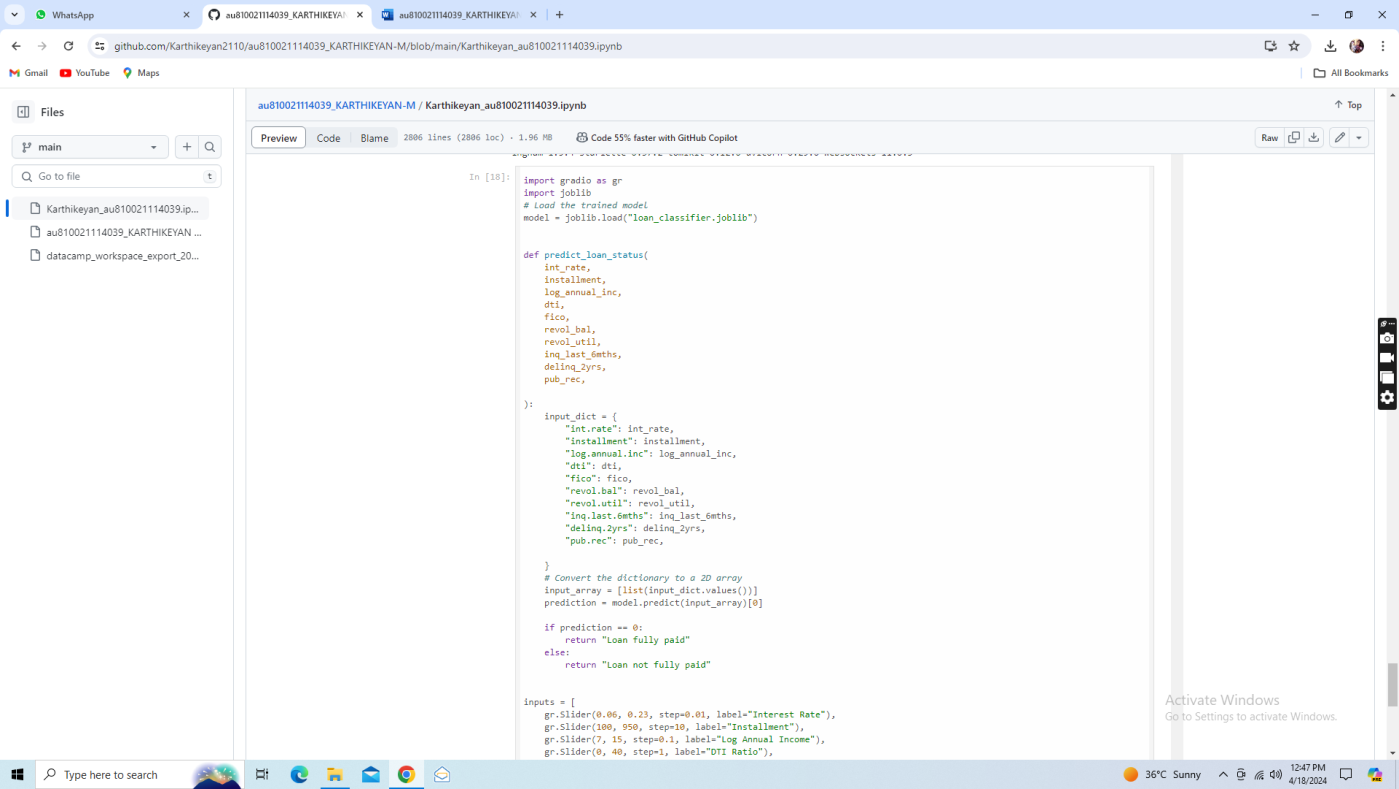 WhatsApp
au810021114039_KARTHIKEYAN
au810021114039_KARTHIKEYAN
github.com/Karthikeyan2110/au810021114039_KARTHIKEYAN-M/blob/main/Karthikeyan_au810021114039.ipynb
Gmail YouTube Maps All Bookmarks
Files
main
Go to file t
Karthikeyan_au810021114039.ip...
au810021114039_KARTHIKEYAN ...
datacamp_workspace_export_20...
au810021114039_KARTHIKEYAN-M / Karthikeyan_au810021114039.ipynb Top
Preview Code Blame 2806 lines (2806 loc) · 1.96 MB Code 55% faster with GitHub Copilot Raw
In [18]:
import gradio as gr
import joblib
# Load the trained model
model = joblib.load("loan_classifier.joblib")
def predict_loan_status(
int_rate,
installment,
log_annual_inc,
dti,
fico,
revol_bal,
revol_util,
inq_last_6mths,
delinq_2yrs,
pub_rec,
):
input_dict = {
"int.rate": int_rate,
"installment": installment,
"log.annual.inc": log_annual_inc,
"dti": dti,
"fico": fico,
"revol.bal": revol_bal,
"revol.util": revol_util,
"inq.last.6mths": inq_last_6mths,
"delinq.2yrs": delinq_2yrs,
"pub.rec": pub_rec,
}
# Convert the dictionary to a 2D array
input_array = [list(input_dict.values())]
prediction = model.predict(input_array)[0]
if prediction == 0:
return "Loan fully paid"
else:
return "Loan not fully paid"
inputs = [
gr.Slider(0.06, 0.23, step=0.01, label="Interest Rate"),
gr.Slider(100, 950, step=10, label="Installment"),
gr.Slider(7, 15, step=0.1, label="Log Annual Income"),
gr.Slider(0, 40, step=1, label="DTI Ratio"),
Activate Windows
Go to Settings to activate Windows.
Type here to search
36°C Sunny
12:47 PM
4/18/2024